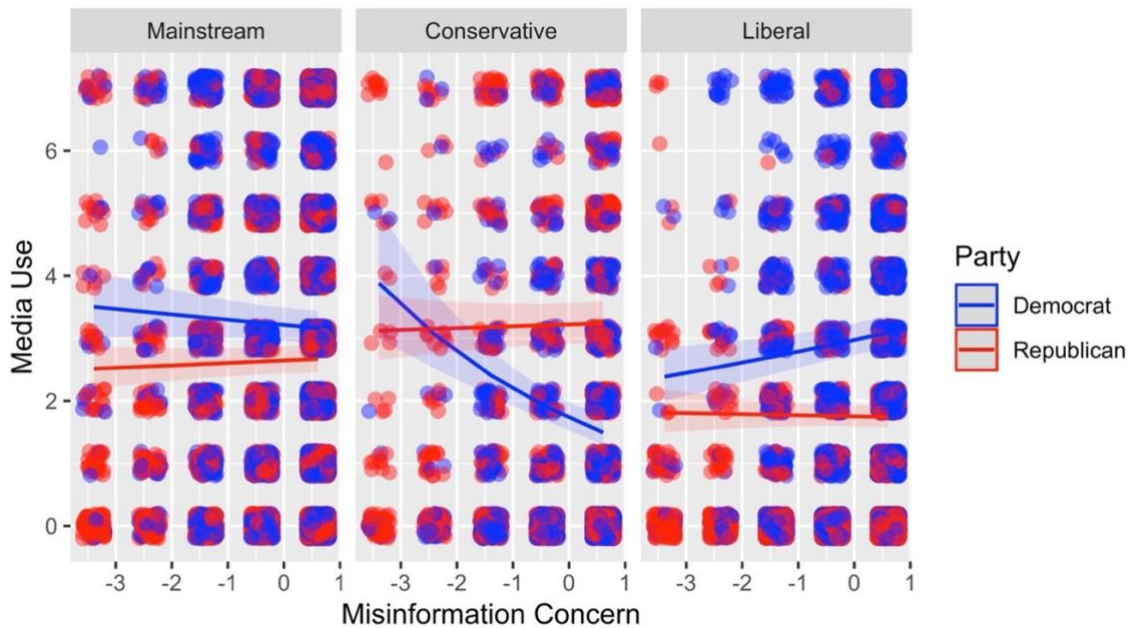 Mainstream Conservative Liberal
6
4
2
0
Media Use
-3 -2 -1 0 1 -3 -2 -1 0 1 -3 -2 -1 0 1
Misinformation Concern
Party
Democrat
Republican